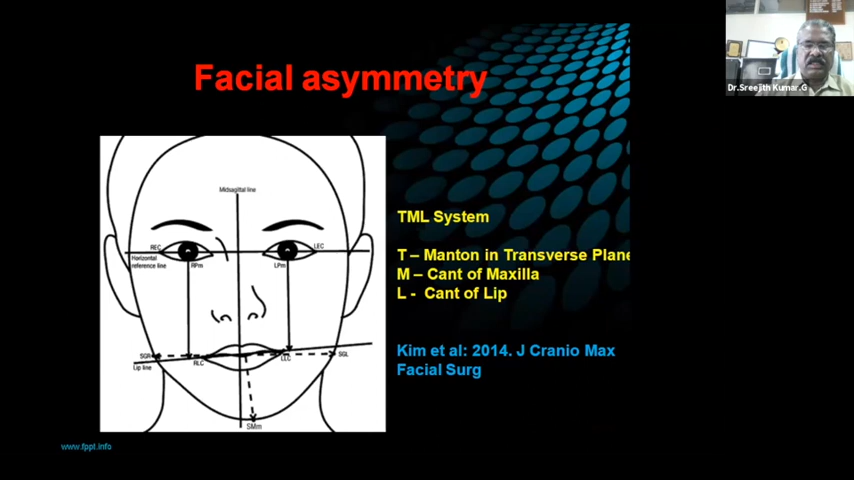 Facial asymmetry
Dr.Sreejith Kumar.G
Midsagittal line
REC
LEC
Horizontal
reference line
RPm
LPm
SGR
SGL
Lip line
RLC
LLC
SMm
TML System
T – Manton in Transverse Plane
M – Cant of Maxilla
L - Cant of Lip
Kim et al: 2014. J Cranio Max
Facial Surg
www.fppt.info